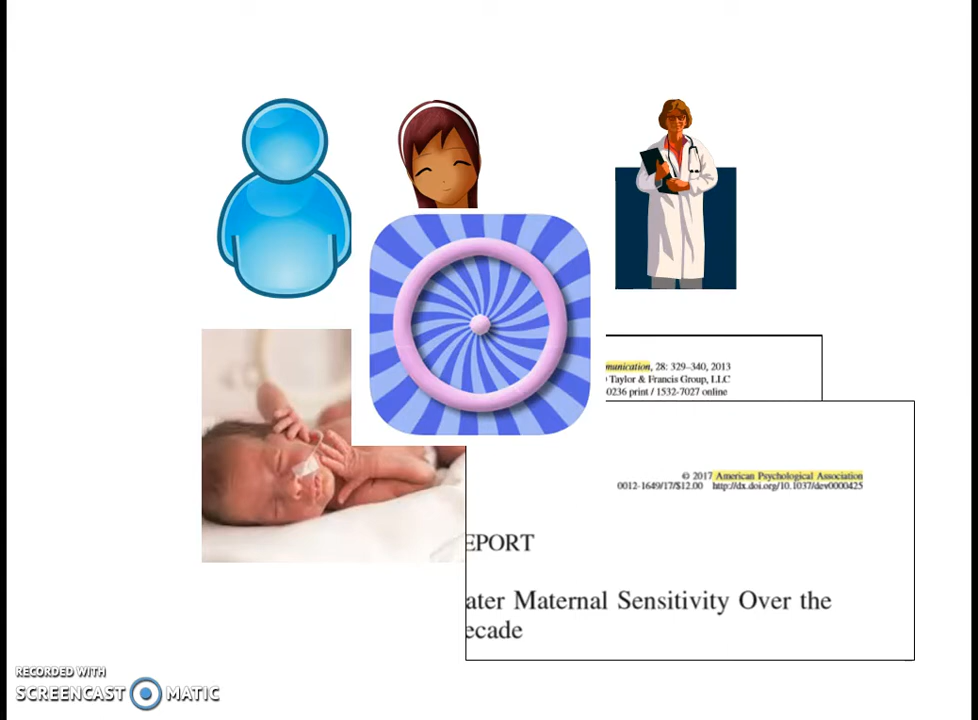 munication, 28: 329–340, 2013
Taylor & Francis Group, LLC
0236 print / 1532-7027 online
© 2017 American Psychological Association
0012-1649/17/$12.00 http://dx.doi.org/10.1037/dev0000425
EPORT
ater Maternal Sensitivity Over the
ecade
RECORDED WITH
SCREENCAST MATIC